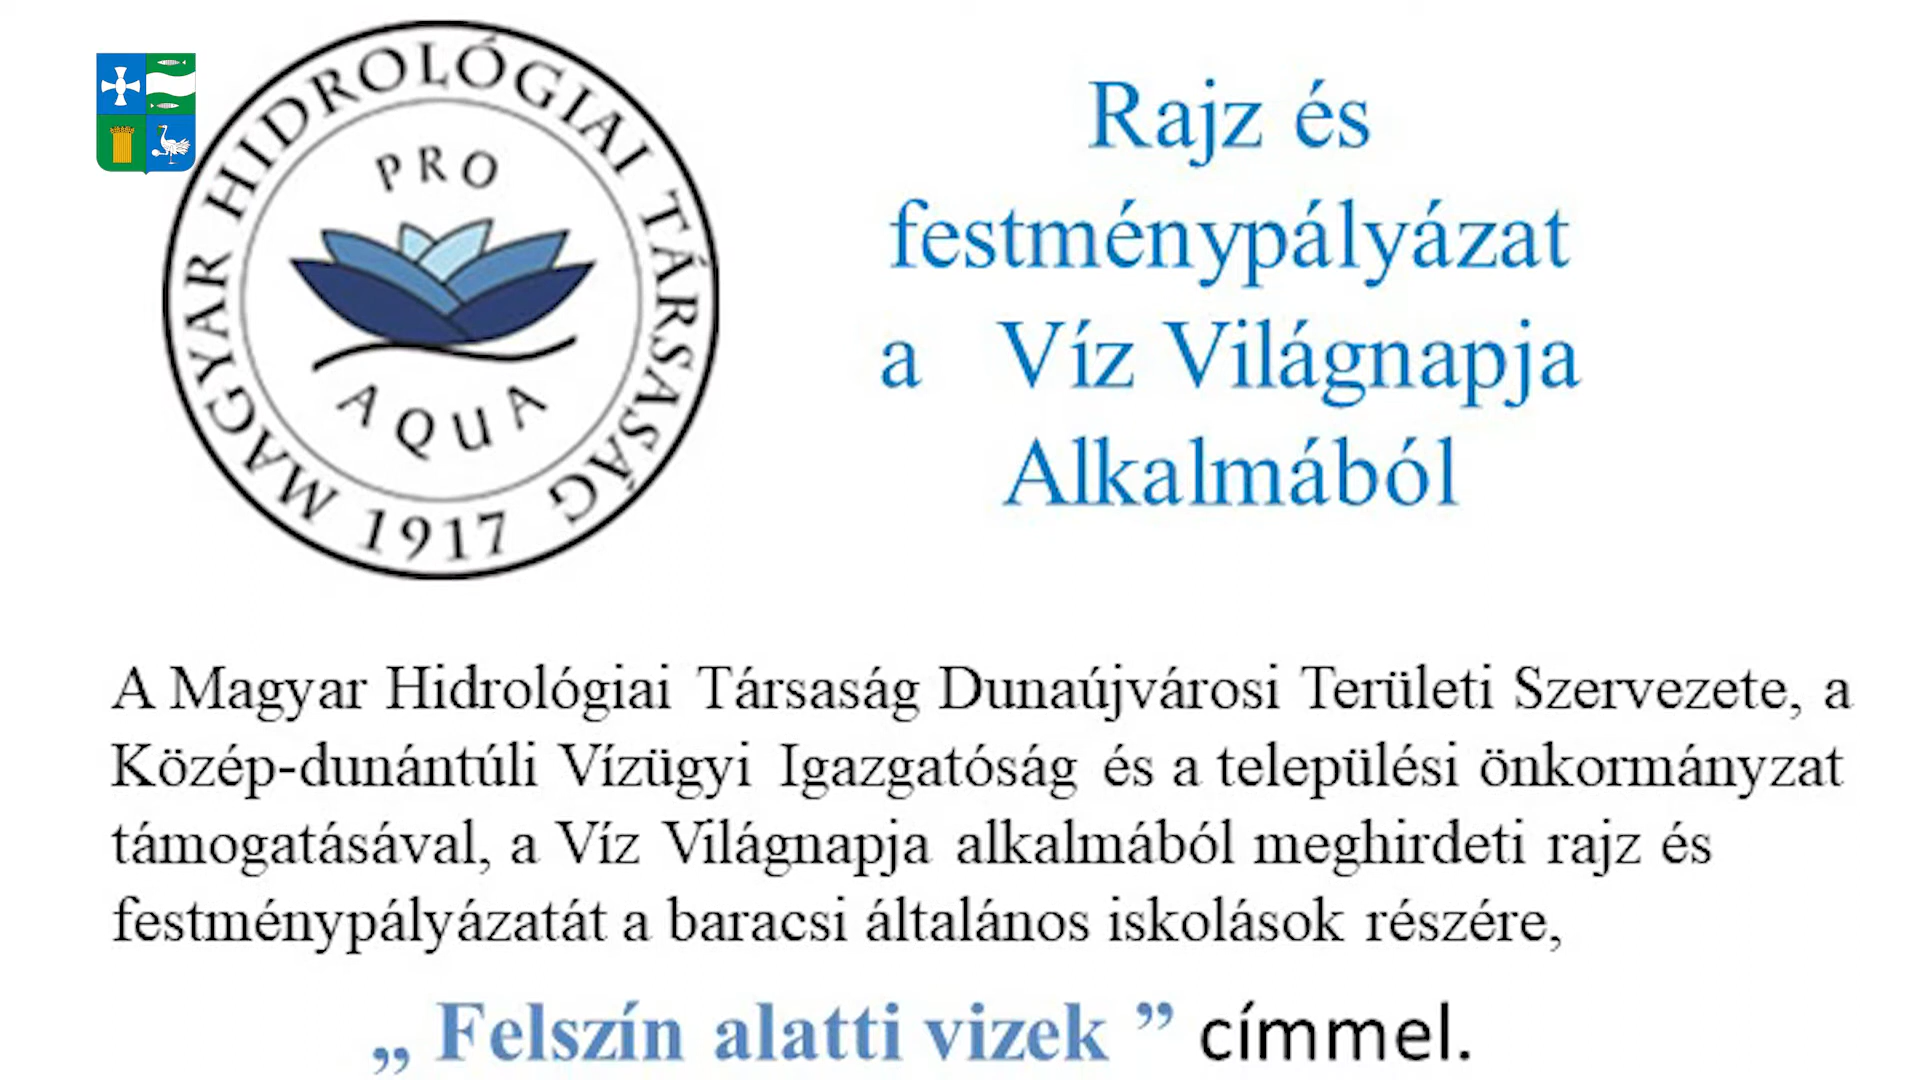 MAGYAR HIDROLÓGIAI TÁRSASÁG
PRO
AQUA
1917
Rajz és
festménypályázat
a Víz Világnapja
Alkalmából
A Magyar Hidrológiai Társaság Dunaújvárosi Területi Szervezete, a
Közép-dunántúli Vízügyi Igazgatóság és a települési önkormányzat
támogatásával, a Víz Világnapja alkalmából meghirdeti rajz és
festménypályázatát a baracsi általános iskolások részére,
„ Felszín alatti vizek ” címmel.